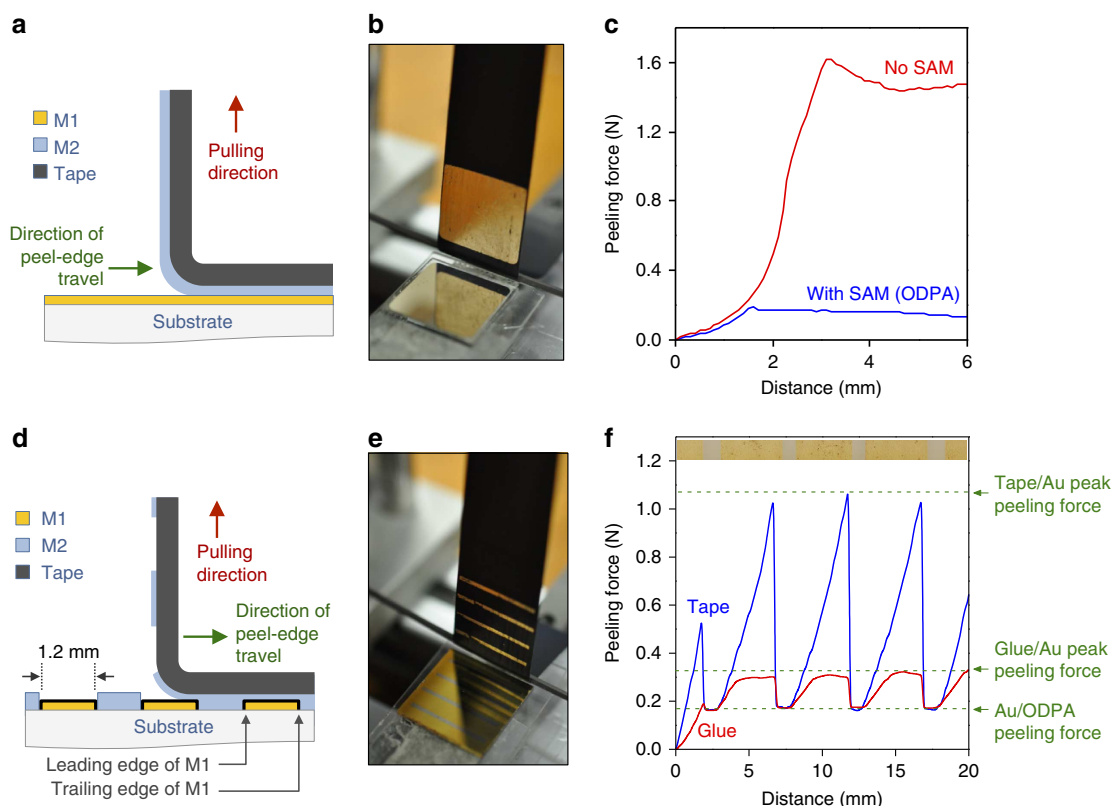 a
M1
M2
Tape
Pulling
direction
Direction of
peel-edge
travel
Substrate
b
c
Peeling force (N)
1.6
1.2
0.8
0.4
0.0
No SAM
With SAM (ODPA)
0
2
4
6
Distance (mm)
d
M1
M2
Tape
Pulling
direction
Direction of
peel-edge
travel
1.2 mm
Substrate
Leading edge of M1
Trailing edge of M1
e
f
Peeling force (N)
1.2
1.0
0.8
0.6
0.4
0.2
0.0
Tape
Glue
0
5
10
15
20
Distance (mm)
Tape/Au peak
peeling force
Glue/Au peak
peeling force
Au/ODPA
peeling force